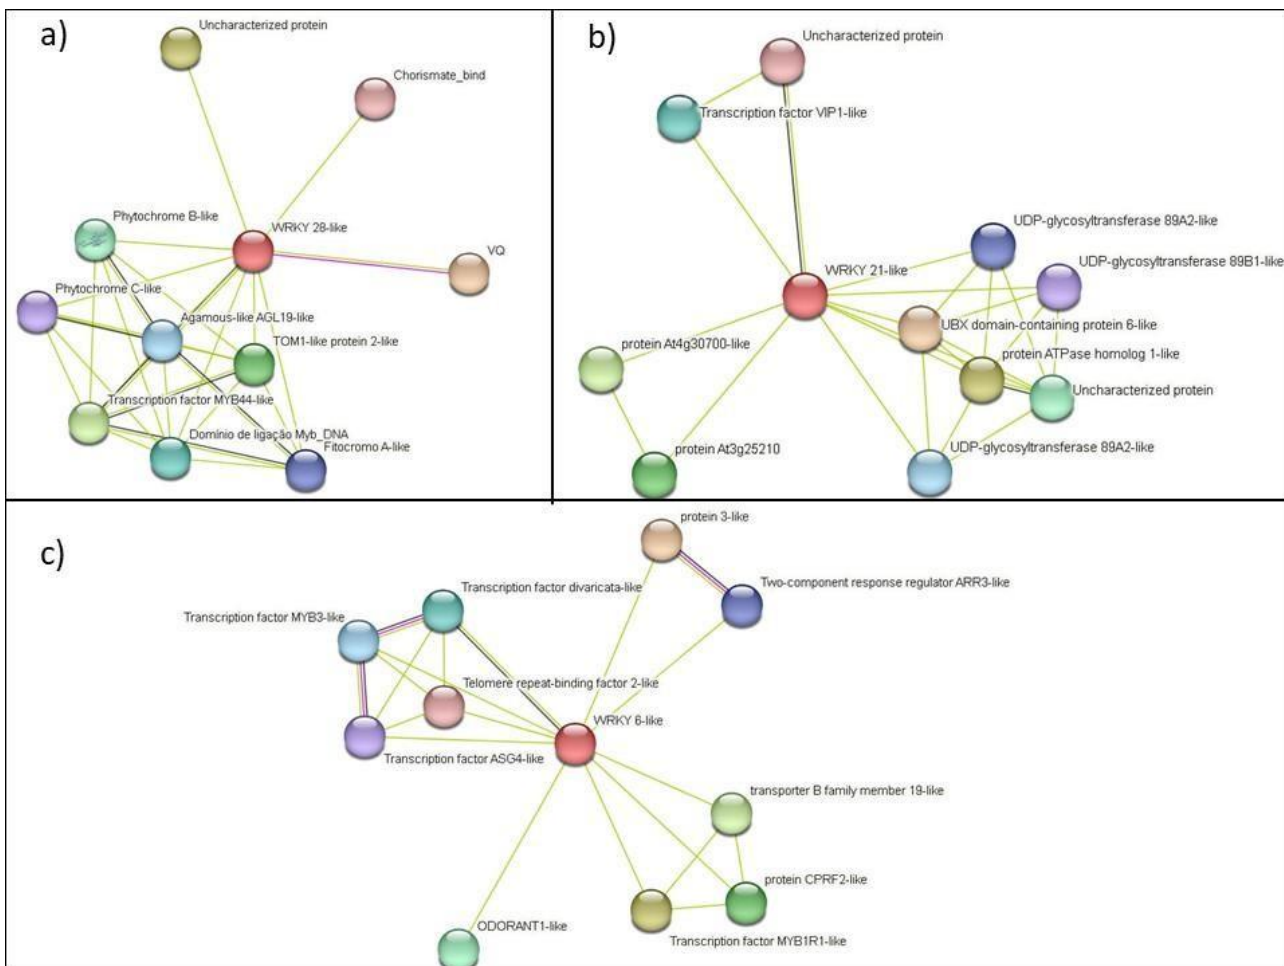 a)
Uncharacterized protein
Chorismate_bind
Phytochrome B-like
WRKY 28-like
VQ
Phytochrome C-like
Agamous-like AGL19-like
TOM1-like protein 2-like
Transcription factor MYB44-like
Domínio de ligação Myb_DNA
Fitocromo A-like
b)
Uncharacterized protein
Transcription factor VIP1-like
UDP-glycosyltransferase 89A2-like
WRKY 21-like
UDP-glycosyltransferase 89B1-like
UBX domain-containing protein 6-like
protein At4g30700-like
protein ATPase homolog 1-like
Uncharacterized protein
protein At3g25210
UDP-glycosyltransferase 89A2-like
c)
protein 3-like
Transcription factor divaricata-like
Two-component response regulator ARR3-like
Transcription factor MYB3-like
Telomere repeat-binding factor 2-like
WRKY 6-like
Transcription factor ASG4-like
transporter B family member 19-like
protein CPRF2-like
ODORANT1-like
Transcription factor MYB1R1-like